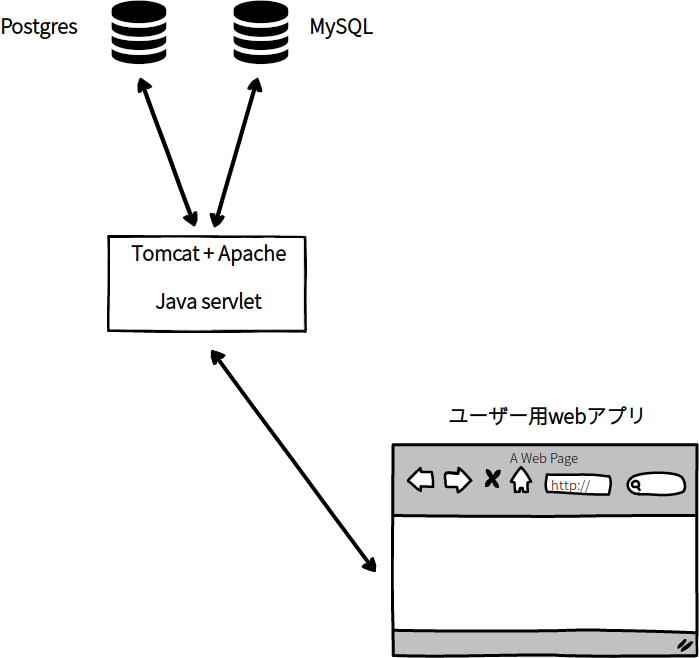 Postgres
MySQL
Tomcat + Apache
Java servlet
ユーザー用webアプリ
A Web Page
http://